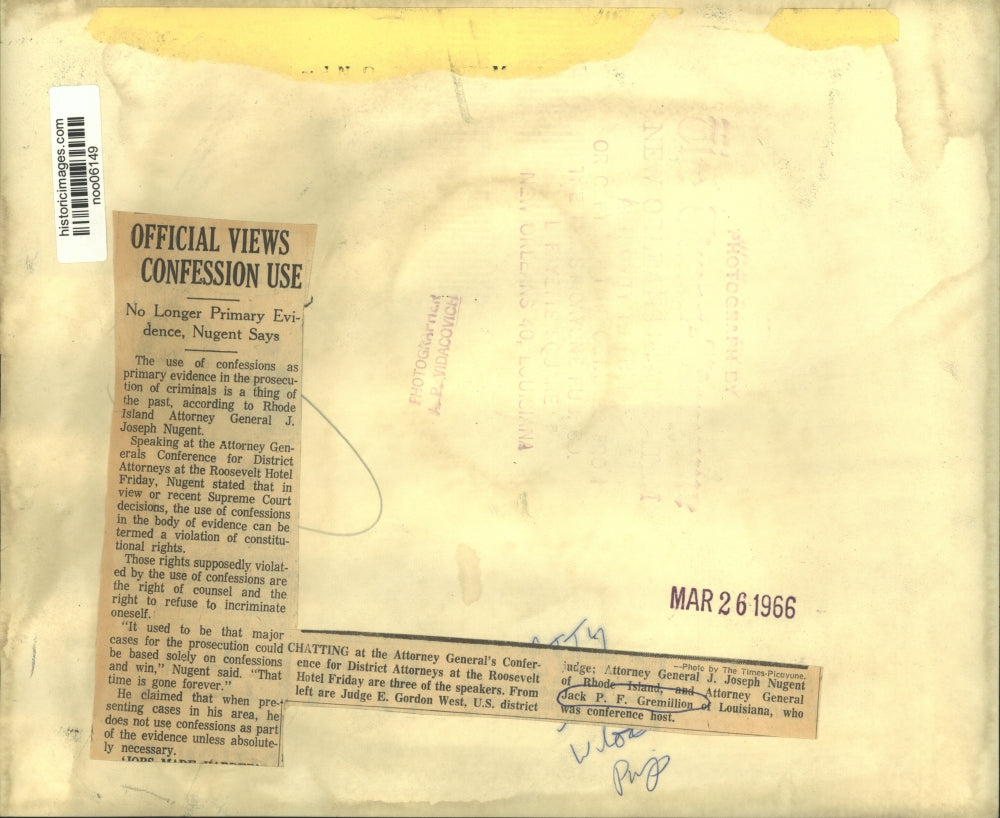 historicimages.com
noo06149
OFFICIAL VIEWS
CONFESSION USE
No Longer Primary Evi-
dence, Nugent Says
The use of confessions as
primary evidence in the prosecu-
tion of criminals is a thing of
the past, according to Rhode
Island Attorney General J.
Joseph Nugent.
Speaking at the Attorney Gen-
erals Conference for District
Attorneys at the Roosevelt Hotel
Friday, Nugent stated that in
view or recent Supreme Court
decisions, the use of confessions
in the body of evidence can be
termed a violation of constitu-
tional rights.
Those rights supposedly violat-
ed by the use of confessions are
the right of counsel and the
right to refuse to incriminate
oneself.
"It used to be that major
cases for the prosecution could
be based solely on confessions
and win," Nugent said. "That
time is gone forever."
He claimed that when pre-
senting cases in his area, he
does not use confessions as part
of the evidence unless absolute-
ly necessary.
CHATTING at the Attorney General's Confer-
ence for District Attorneys at the Roosevelt
Hotel Friday are three of the speakers. From
left are Judge E. Gordon West, U.S. district
—Photo by The Times-Picayune.
judge; Attorney General J. Joseph Nugent
of Rhode Island, and Attorney General
Jack P. F. Gremillion of Louisiana, who
was conference host.
PHOTOGRAPHER
A. P. VIDACOVICH
NEW ORLEANS 40, LOUISIANA
PHOTOGRAPH BY
MAR 26 1966